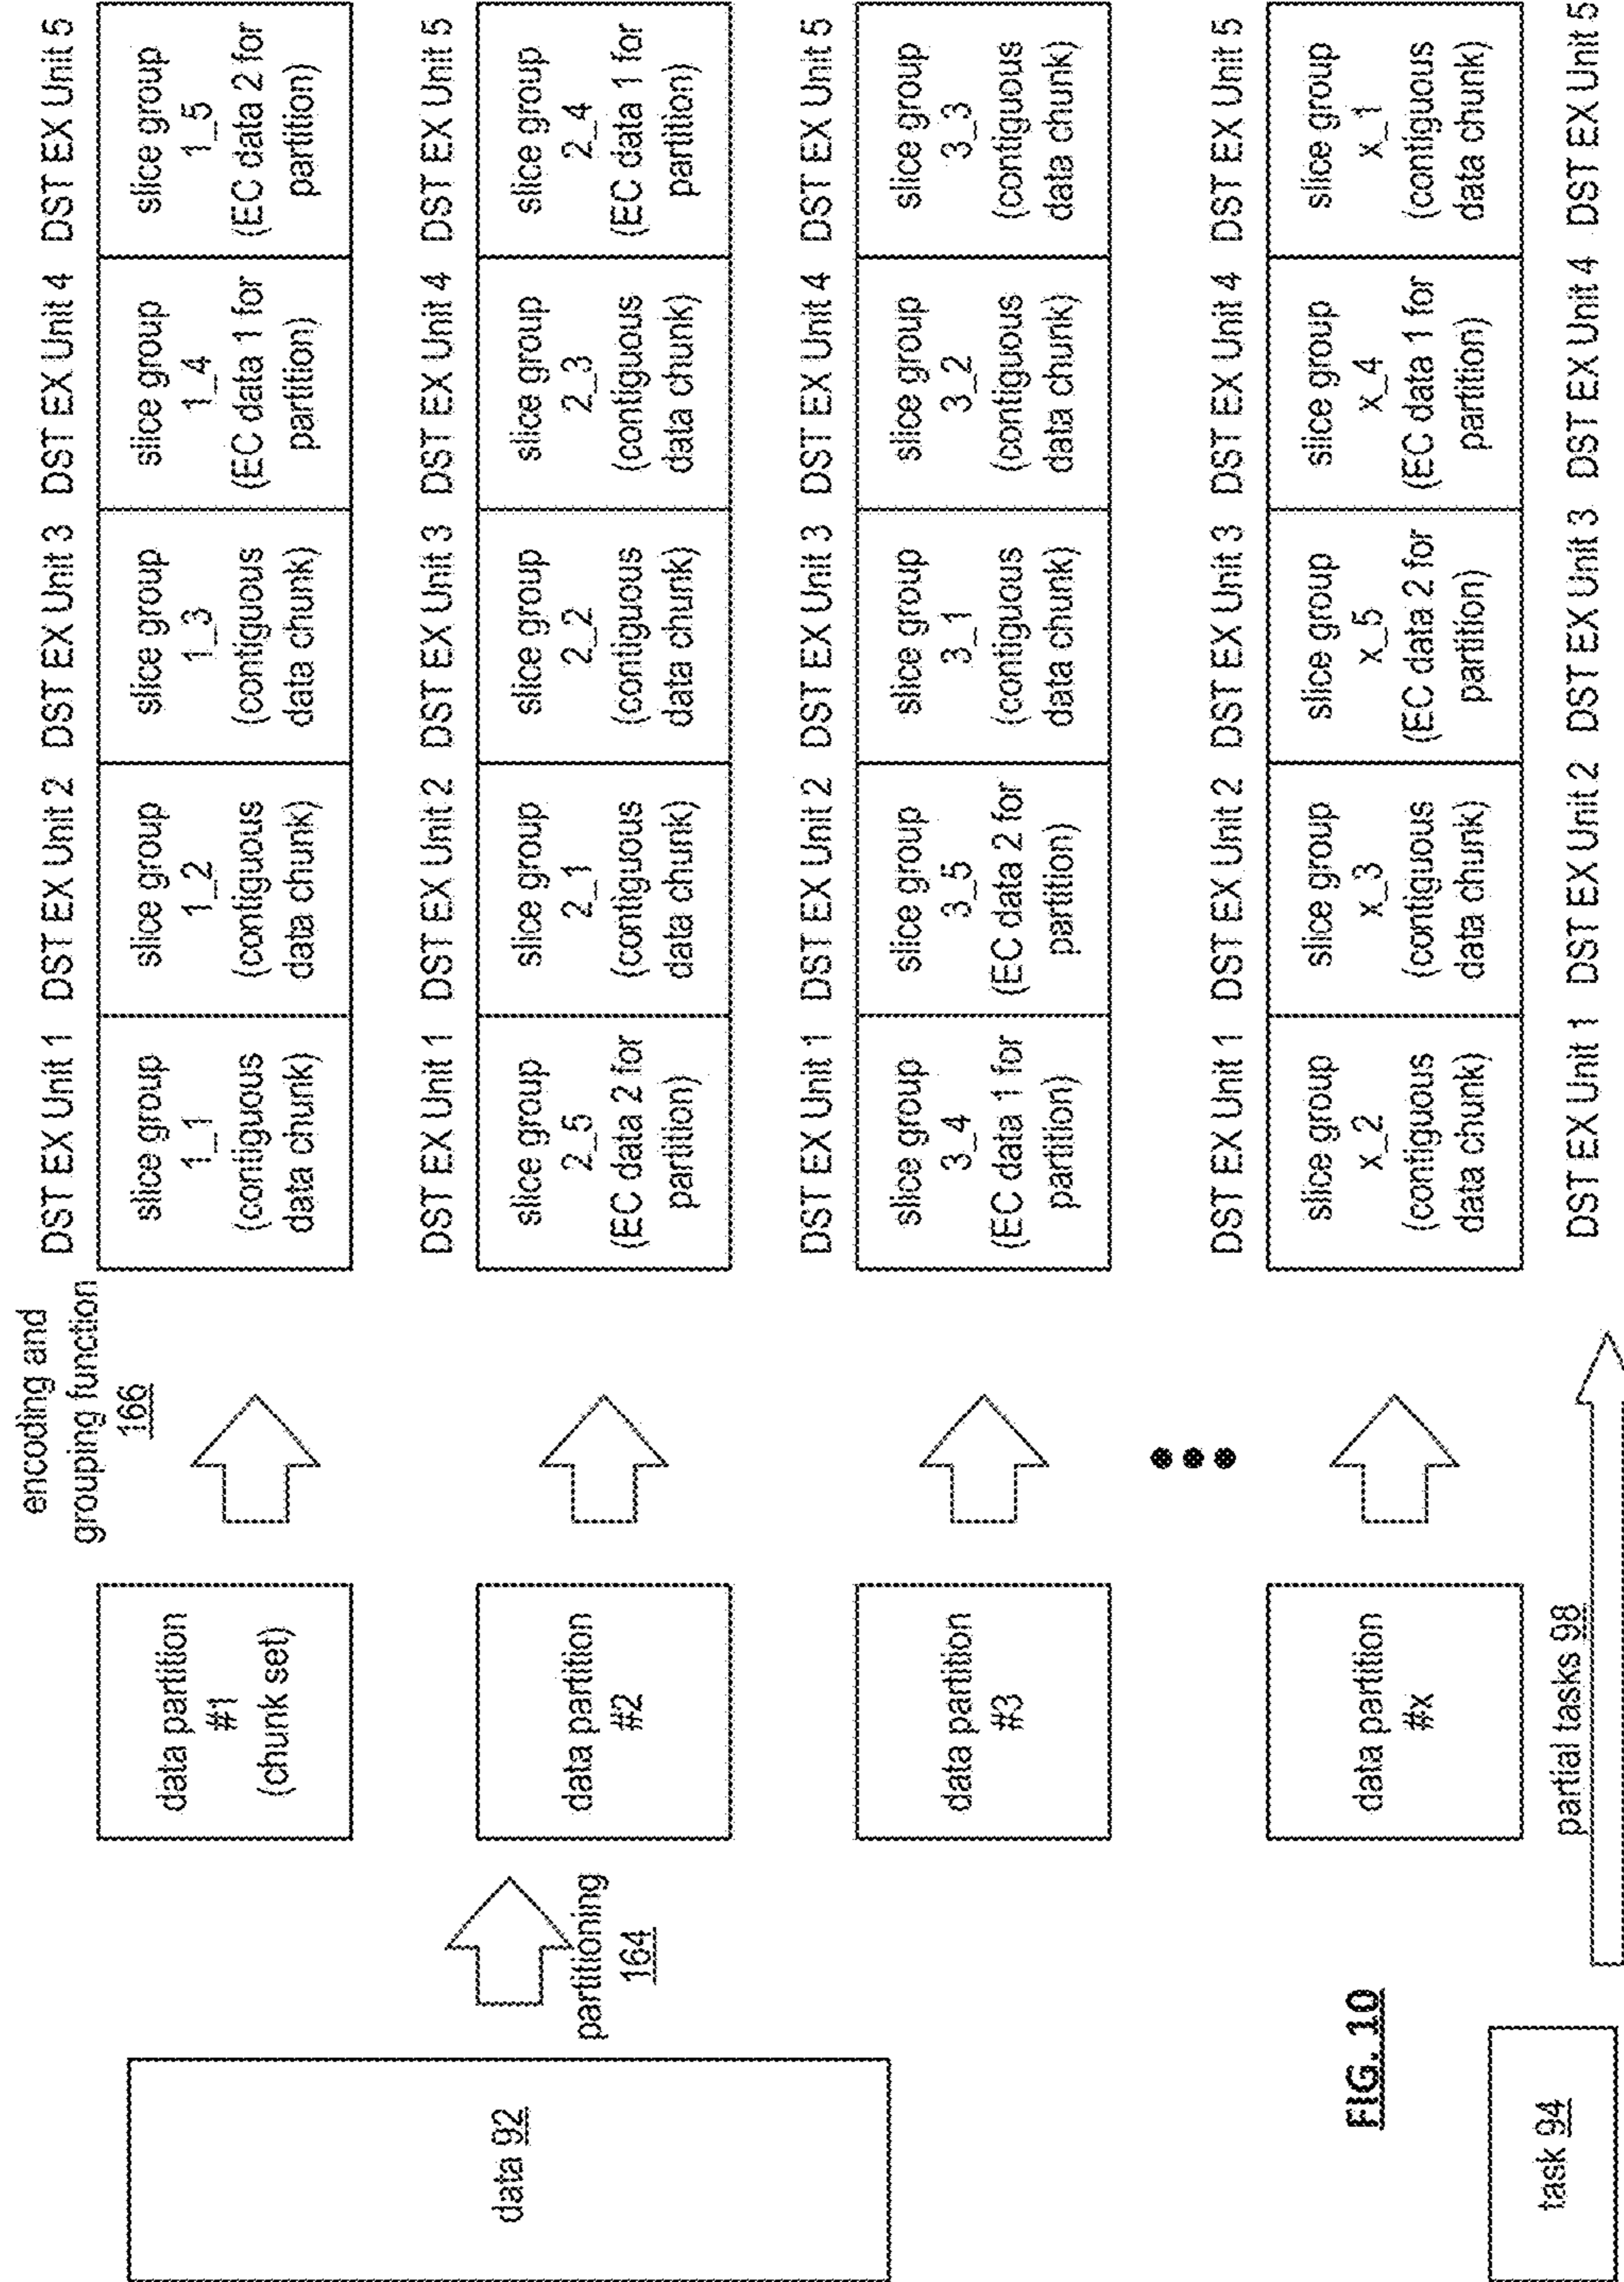 encoding and
grouping function
166
data 92
partitioning
164
data partition
#1
(chunk set)
DST EX Unit 1
DST EX Unit 2
DST EX Unit 3
DST EX Unit 4
DST EX Unit 5
slice group
1_1
(contiguous
data chunk)
slice group
1_2
(contiguous
data chunk)
slice group
1_3
(contiguous
data chunk)
slice group
1_4
(EC data 1 for
partition)
slice group
1_5
(EC data 2 for
partition)
data partition
#2
DST EX Unit 1
DST EX Unit 2
DST EX Unit 3
DST EX Unit 4
DST EX Unit 5
slice group
2_5
(EC data 2 for
partition)
slice group
2_1
(contiguous
data chunk)
slice group
2_2
(contiguous
data chunk)
slice group
2_3
(contiguous
data chunk)
slice group
2_4
(EC data 1 for
partition)
data partition
#3
DST EX Unit 1
DST EX Unit 2
DST EX Unit 3
DST EX Unit 4
DST EX Unit 5
slice group
3_4
(EC data 1 for
partition)
slice group
3_5
(EC data 2 for
partition)
slice group
3_1
(contiguous
data chunk)
slice group
3_2
(contiguous
data chunk)
slice group
3_3
(contiguous
data chunk)
data partition
#x
DST EX Unit 1
DST EX Unit 2
DST EX Unit 3
DST EX Unit 4
DST EX Unit 5
slice group
x_2
(contiguous
data chunk)
slice group
x_3
(contiguous
data chunk)
slice group
x_5
(EC data 2 for
partition)
slice group
x_4
(EC data 1 for
partition)
slice group
x_1
(contiguous
data chunk)
FIG. 10
task 94
partial tasks 98
DST EX Unit 1
DST EX Unit 2
DST EX Unit 3
DST EX Unit 4
DST EX Unit 5